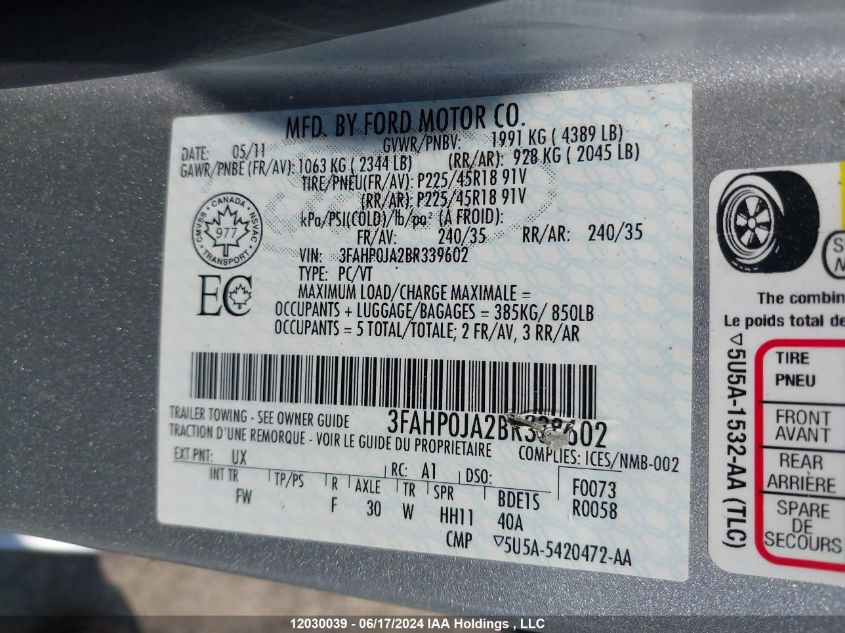 MFD. BY FORD MOTOR CO.
DATE: 05/11 GVWR/PNBV: 1991 KG ( 4389 LB)
GAWR/PNBE (FR/AV): 1063 KG ( 2344 LB) (RR/AR): 928 KG ( 2045 LB)
TIRE/PNEU(FR/AV): P225/45R18 91V
(RR/AR): P225/45R18 91V
kPa/PSI(COLD)/lb/po² (À FROID):
FR/AV: 240/35 RR/AR: 240/35
VIN: 3FAHP0JA2BR339602
TYPE: PC/VT
MAXIMUM LOAD/CHARGE MAXIMALE =
OCCUPANTS + LUGGAGE/BAGAGES = 385KG/ 850LB
OCCUPANTS = 5 TOTAL/TOTALE; 2 FR/AV, 3 RR/AR
CANADA
CMVSS NSVAC
977
TRANSPORT
EC
3FAHP0JA2BR339602
TRAILER TOWING - SEE OWNER GUIDE
TRACTION D'UNE REMORQUE - VOIR LE GUIDE DU PROPRIETAIRE
COMPLIES: ICES/NMB-002
EXT PNT: UX RC: A1 DSO: F0073
INT TR TP/PS R AXLE TR SPR BDE1S R0058
FW F 30 W HH11 40A
CMP ▽5U5A-5420472-AA
The combin
Le poids total de
▽5U5A-1532-AA (TLC)
TIRE
PNEU
FRONT
AVANT
REAR
ARRIÈRE
SPARE
DE
SECOURS
12030039 - 06/17/2024 IAA Holdings , LLC